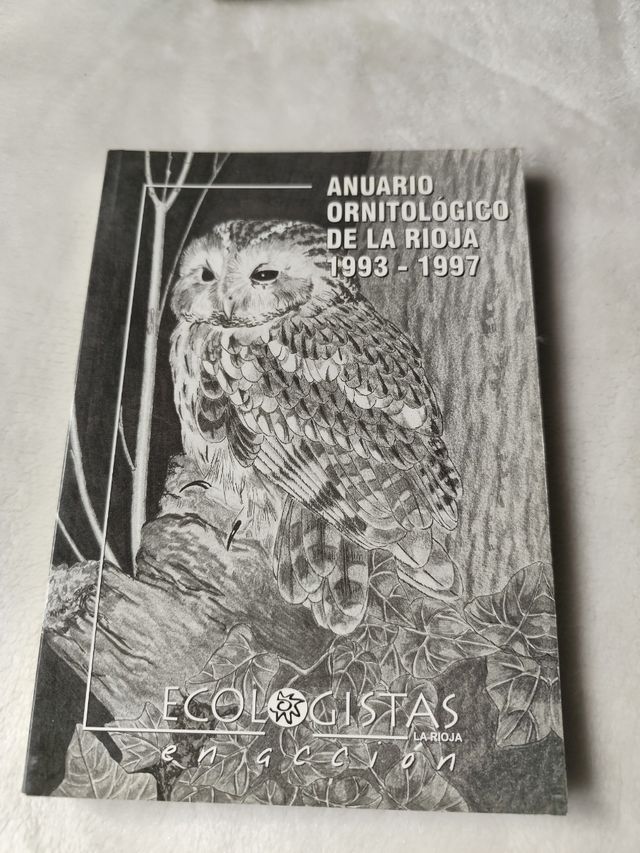 ANUARIO
ORNITOLÓGICO
DE LA RIOJA
1993 - 1997
ECOLOGISTAS
LA RIOJA
en acción